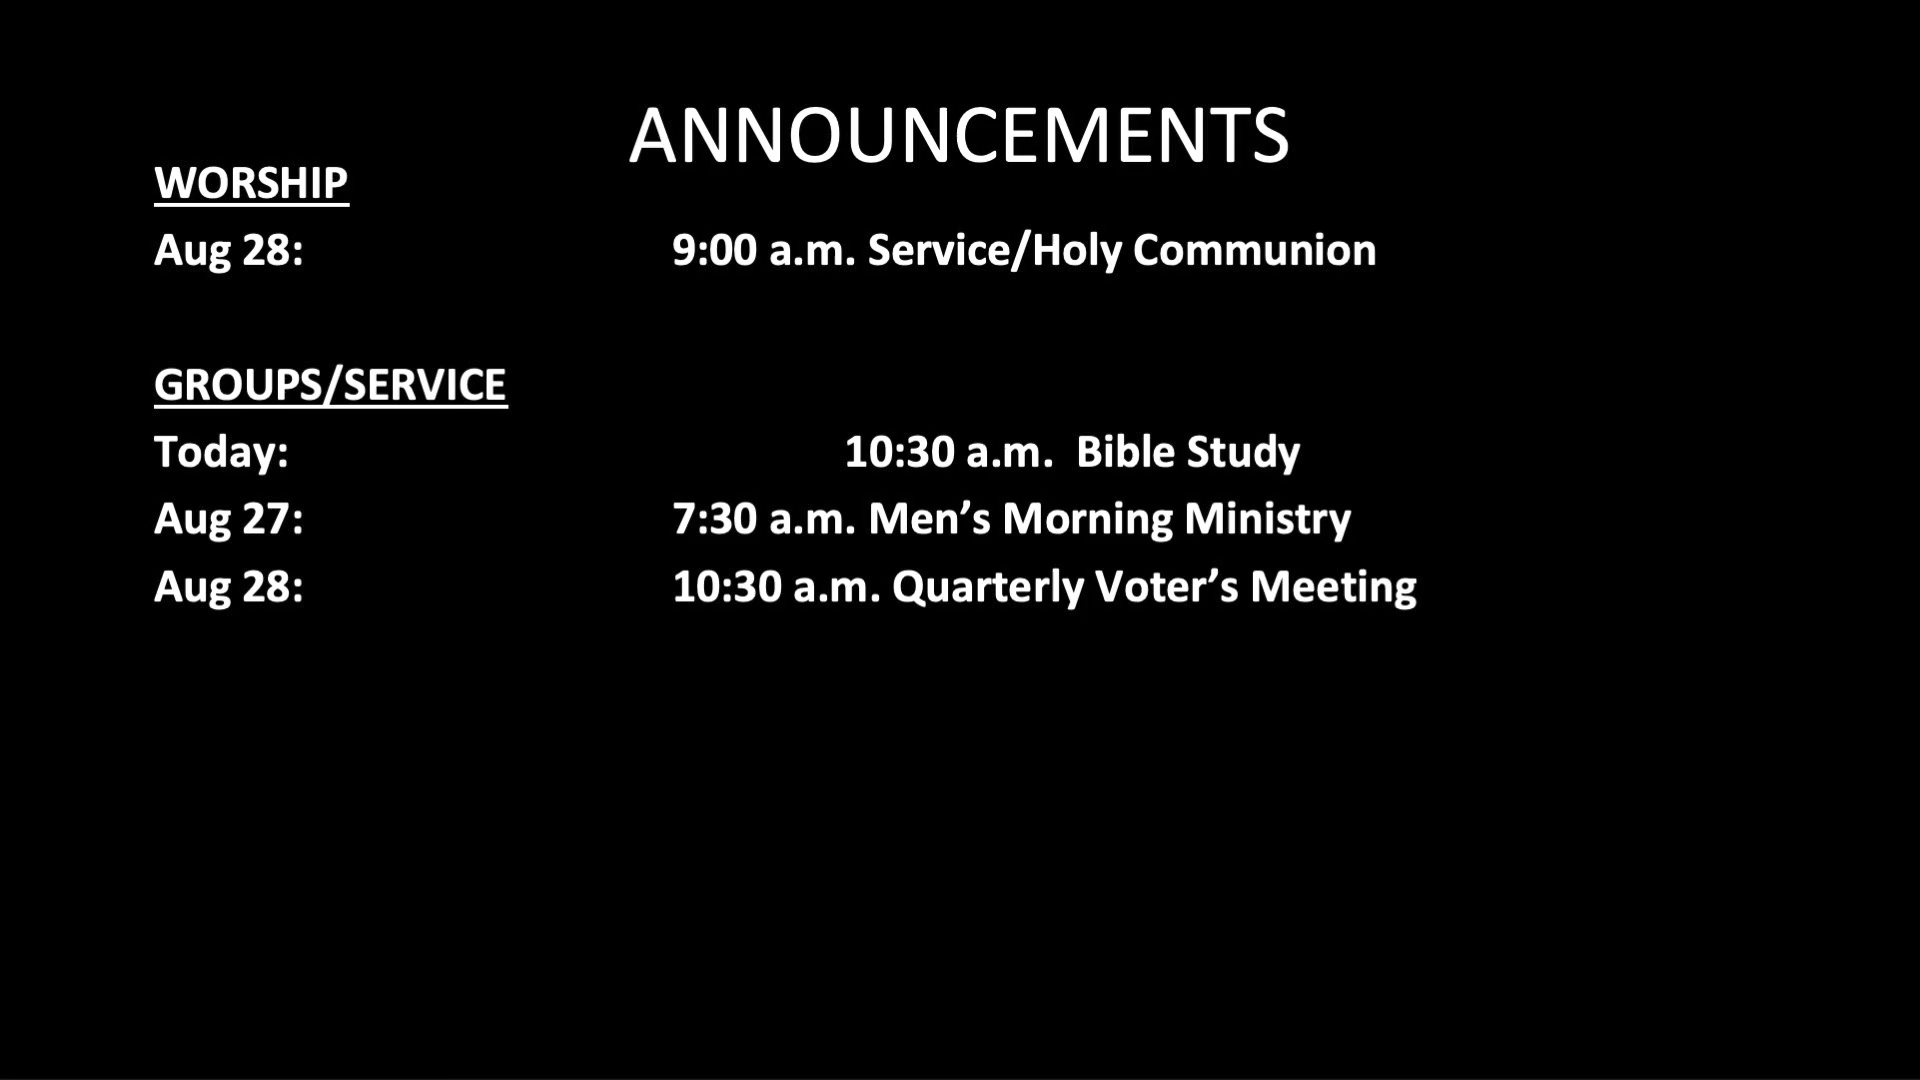 ANNOUNCEMENTS
WORSHIP
Aug 28: 9:00 a.m. Service/Holy Communion
GROUPS/SERVICE
Today: 10:30 a.m.  Bible Study
Aug 27: 7:30 a.m. Men’s Morning Ministry
Aug 28: 10:30 a.m. Quarterly Voter’s Meeting